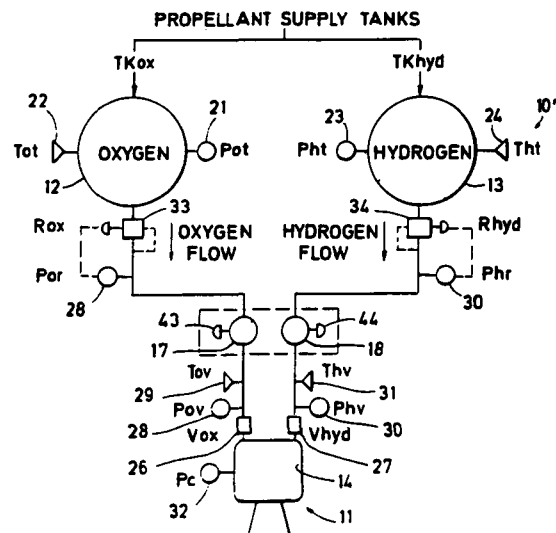 PROPELLANT SUPPLY TANKS
TKox TKhyd
22 21 23 24 10'
Tot OXYGEN Pot Pht HYDROGEN Tht
12 13
33 34
Rox OXYGEN FLOW HYDROGEN FLOW Rhyd
Por Phr
28 30
43 44
17 18
Tov Thv
29 31
Pov Phv
28 30
Vox Vhyd
26 27
Pc 14
32 11